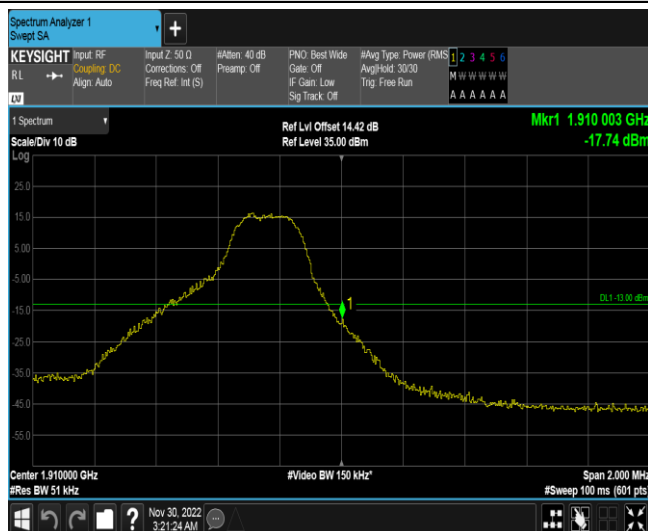 Spectrum Analyzer 1
Swept SA
+
KEYSIGHT
RL
Input: RF
Coupling: DC
Align: Auto
Input Z: 50 Ω
Corrections: Off
Freq Ref: Int (S)
#Atten: 40 dB
Preamp: Off
PNO: Best Wide
Gate: Off
IF Gain: Low
Sig Track: Off
#Avg Type: Power (RMS
Avg|Hold: 30/30
Trig: Free Run
1 2 3 4 5 6
M W W W W W
A A A A A A
LXI
1 Spectrum
Scale/Div 10 dB
Ref Lvl Offset 14.42 dB
Ref Level 35.00 dBm
Mkr1 1.910 003 GHz
-17.74 dBm
Log
25.0
15.0
5.00
-5.00
-15.0
-25.0
-35.0
-45.0
-55.0
1
DL1 -13.00 dBm
Center 1.910000 GHz
#Res BW 51 kHz
#Video BW 150 kHz*
Span 2.000 MHz
#Sweep 100 ms (601 pts)
?
Nov 30, 2022
3:21:24 AM